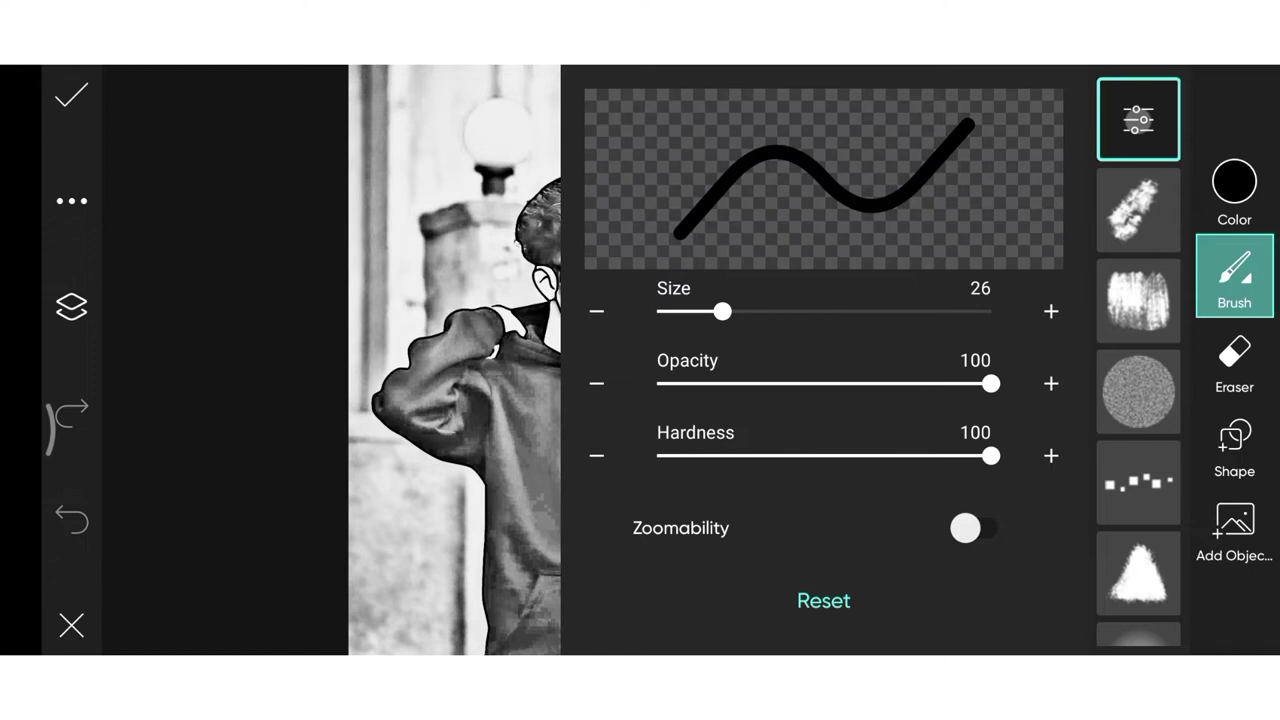 Size 26
Opacity 100
Hardness 100
Zoomability
Reset
Color
Brush
Eraser
Shape
Add Objec...